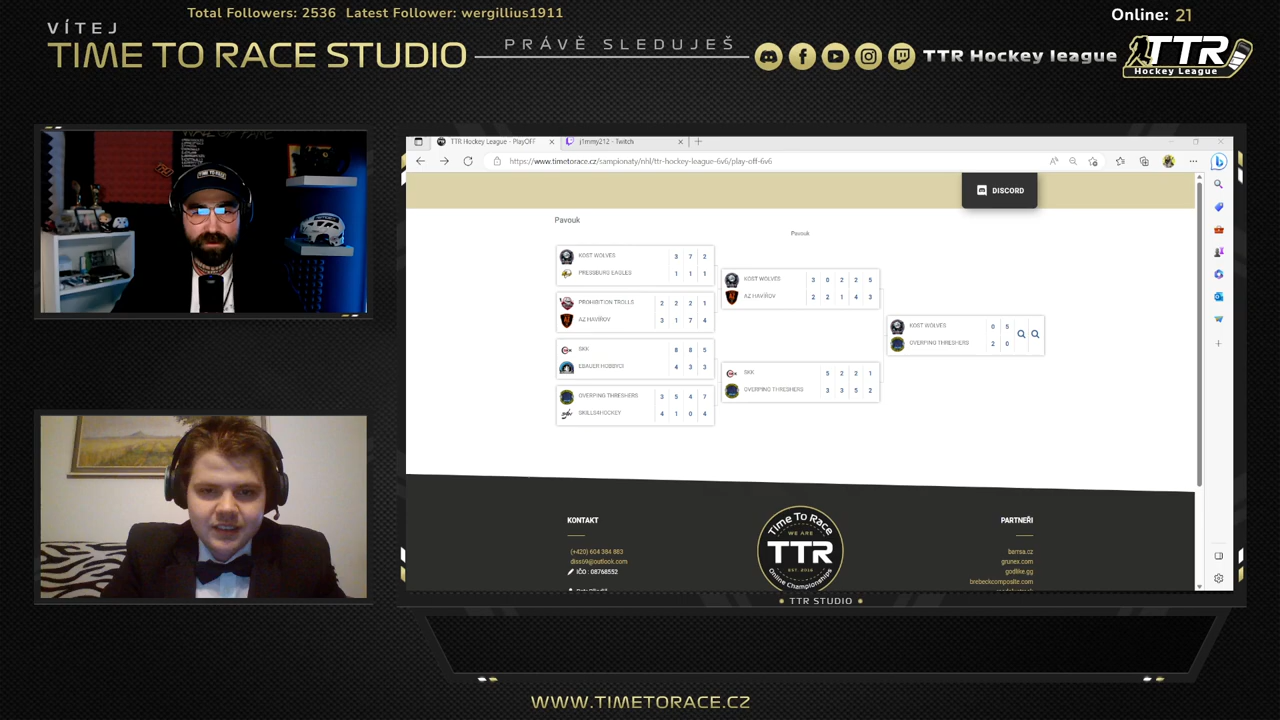 Total Followers: 2536 Latest Follower: wergillius1911
Online: 21
VÍTEJ
TIME TO RACE STUDIO
PRÁVĚ SLEDUJEŠ
TTR Hockey league
TTR
Hockey League
TTR Hockey League - PlayOFF
j1mmy212 - Twitch
https://www.timetorace.cz/sampionaty/nhl/ttr-hockey-league-6v6/play-off-6v6
DISCORD
Pavouk
Pavouk
KOST WOLVES 3 7 2
PRESSBURG EAGLES 1 1 1
PROHIBITION TROLLS 2 2 2 1
AZ HAVÍŘOV 3 1 7 4
SKK 8 8 5
EBAUER HOBBYCI 4 3 3
OVERPING THRESHERS 3 5 4 7
SKILLS4HOCKEY 4 1 0 4
KOST WOLVES 3 0 2 2 5
AZ HAVÍŘOV 2 2 1 4 3
SKK 5 2 2 1
OVERPING THRESHERS 3 3 5 2
KOST WOLVES 0 5
OVERPING THRESHERS 2 0
KONTAKT
(+420) 604 384 883
diss69@outlook.com
IČO : 08768552
Time To Race
WE ARE
TTR
EST. 2018
Online Championships
PARTNEŘI
berrsa.cz
grunex.com
godlike.gg
brebeckcomposite.com
TTR STUDIO
WWW.TIMETORACE.CZ